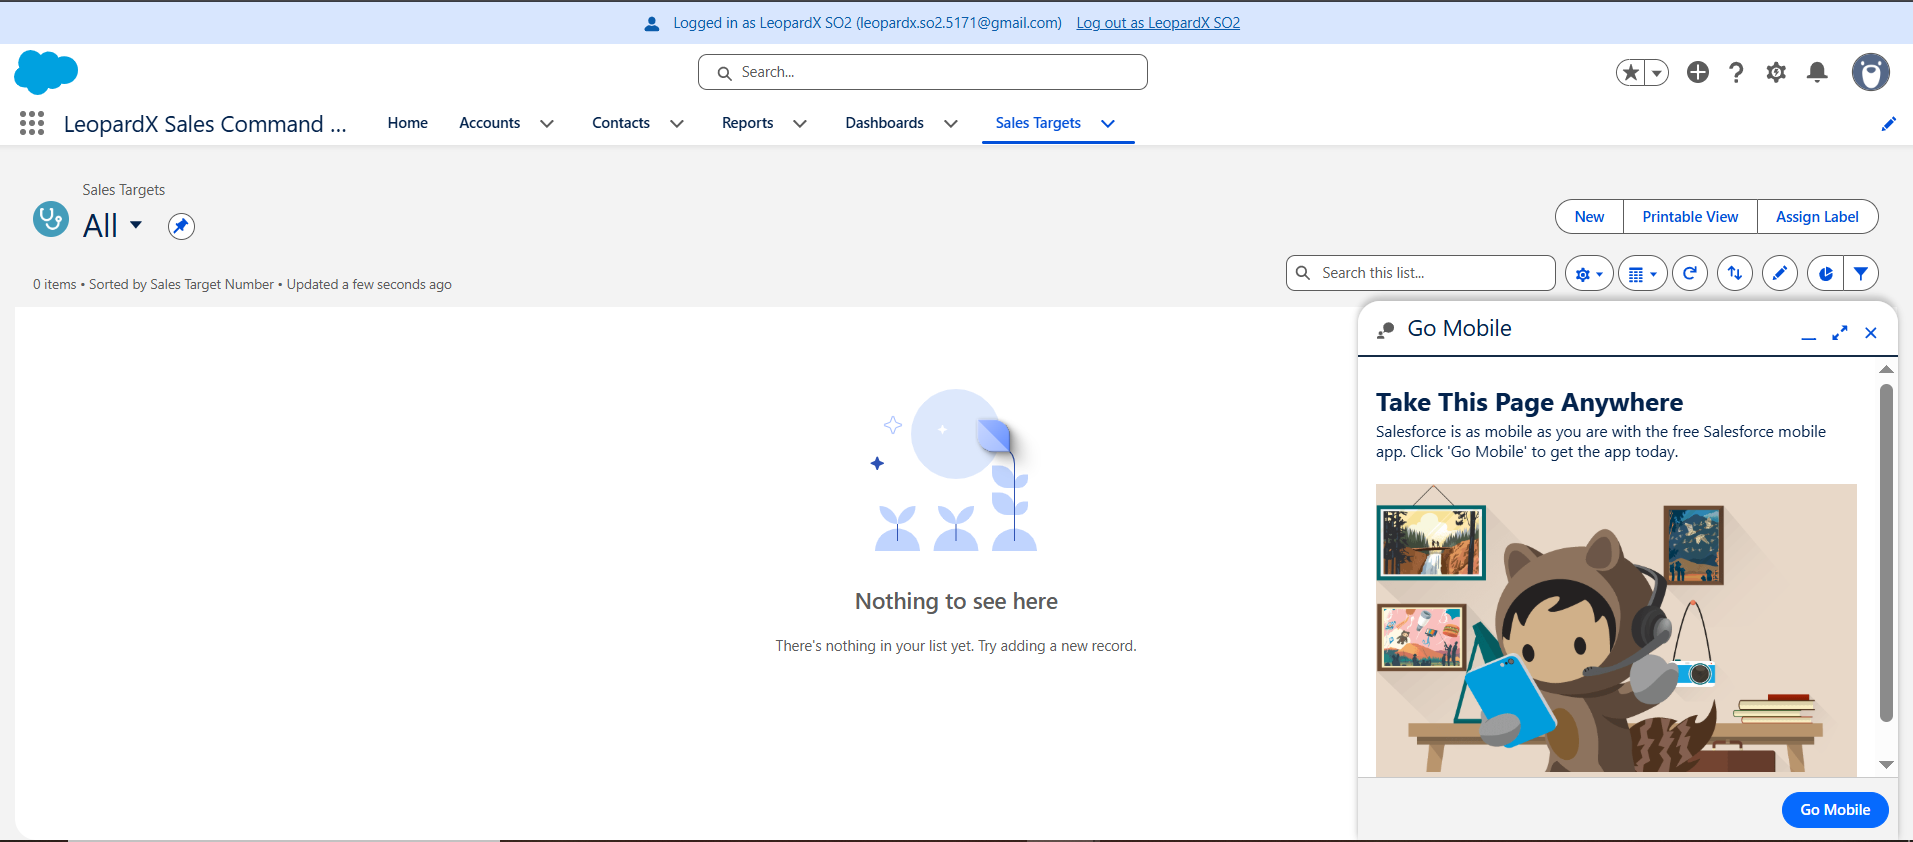 Logged in as LeopardX SO2 (leopardx.so2.5171@gmail.com) Log out as LeopardX SO2
Search...
LeopardX Sales Command ... Home Accounts Contacts Reports Dashboards Sales Targets
Sales Targets
All
New Printable View Assign Label
0 items • Sorted by Sales Target Number • Updated a few seconds ago
Search this list...
Go Mobile
Take This Page Anywhere
Salesforce is as mobile as you are with the free Salesforce mobile
app. Click 'Go Mobile' to get the app today.
Nothing to see here
There's nothing in your list yet. Try adding a new record.
Go Mobile